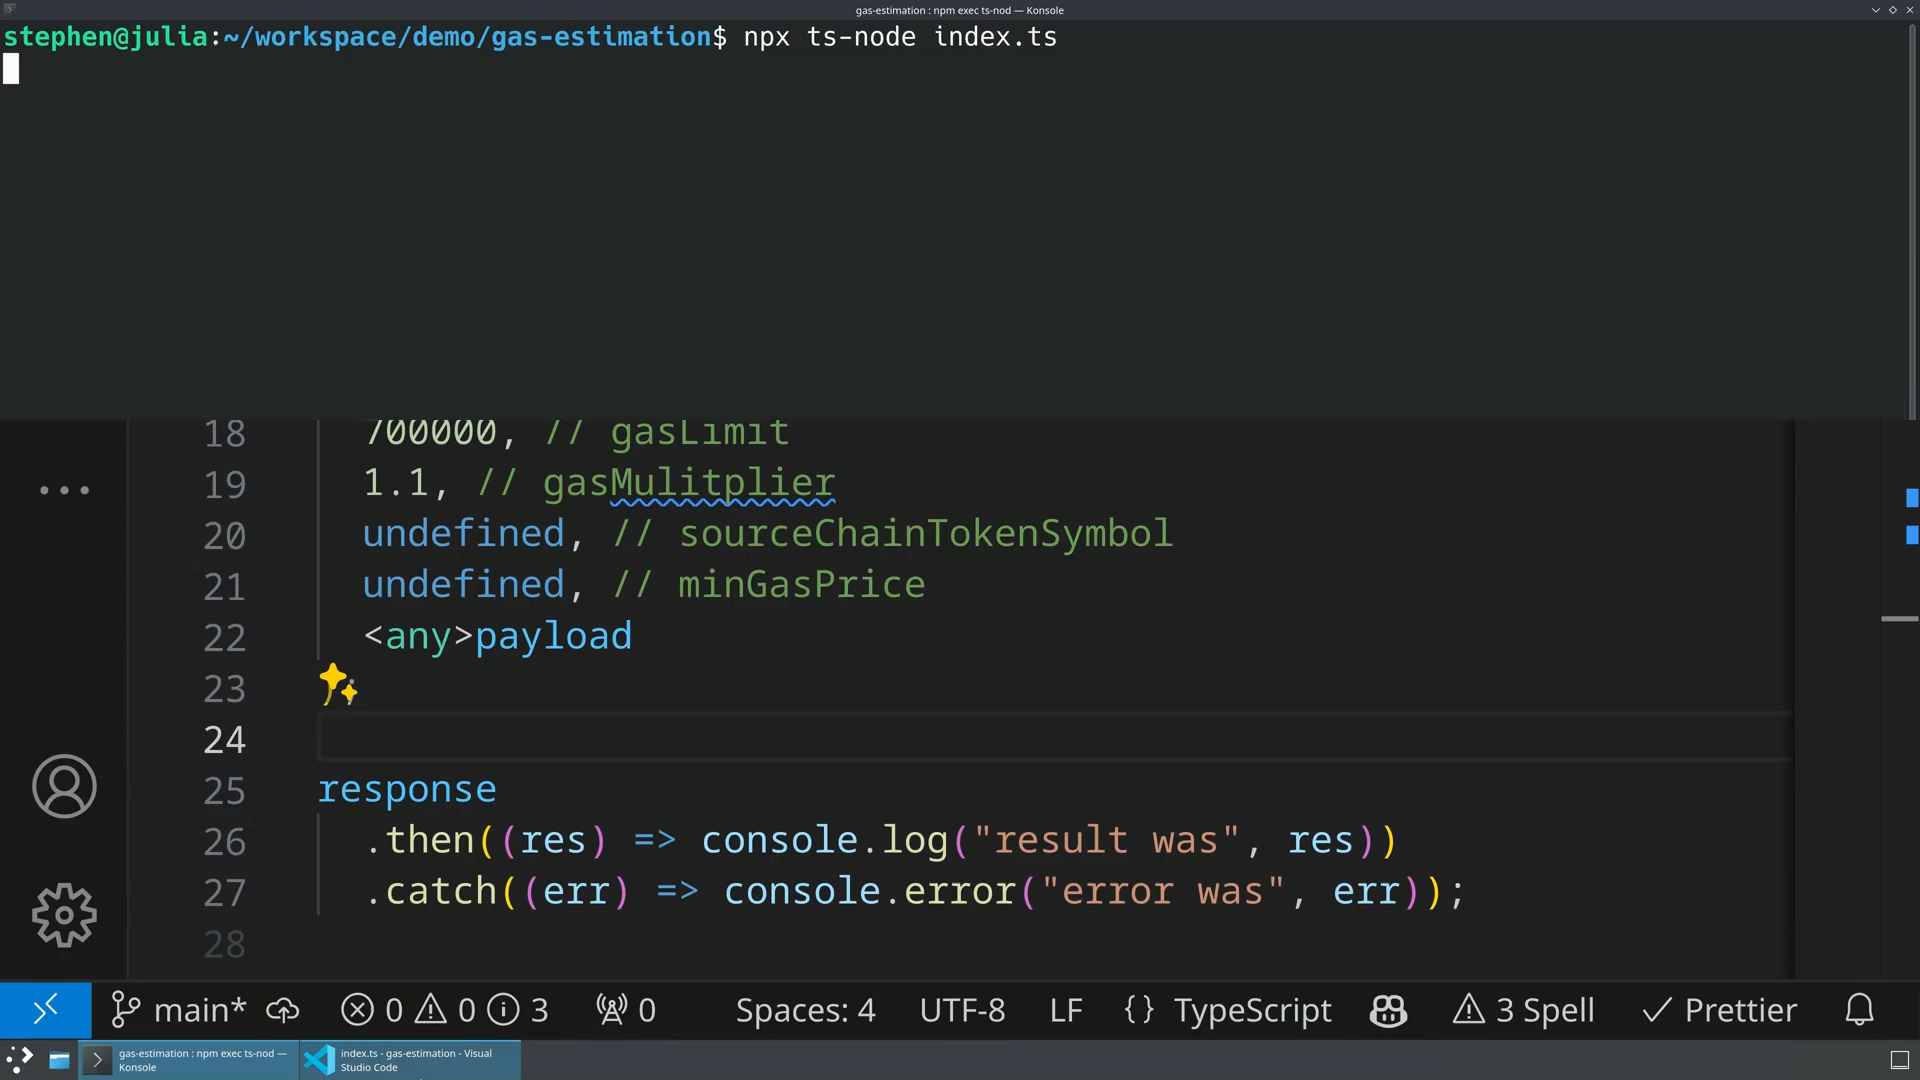 gas-estimation : npm exec ts-nod — Konsole
stephen@julia:~/workspace/demo/gas-estimation$ npx ts-node index.ts
18 700000, // gasLimit
19 1.1, // gasMulitplier
20 undefined, // sourceChainTokenSymbol
21 undefined, // minGasPrice
22 <any>payload
23 ;
24
25 response
26 .then((res) => console.log("result was", res))
27 .catch((err) => console.error("error was", err));
28
main* 0 0 3 0 Spaces: 4 UTF-8 LF {} TypeScript 3 Spell Prettier
gas-estimation : npm exec ts-nod —
Konsole
index.ts - gas-estimation - Visual
Studio Code